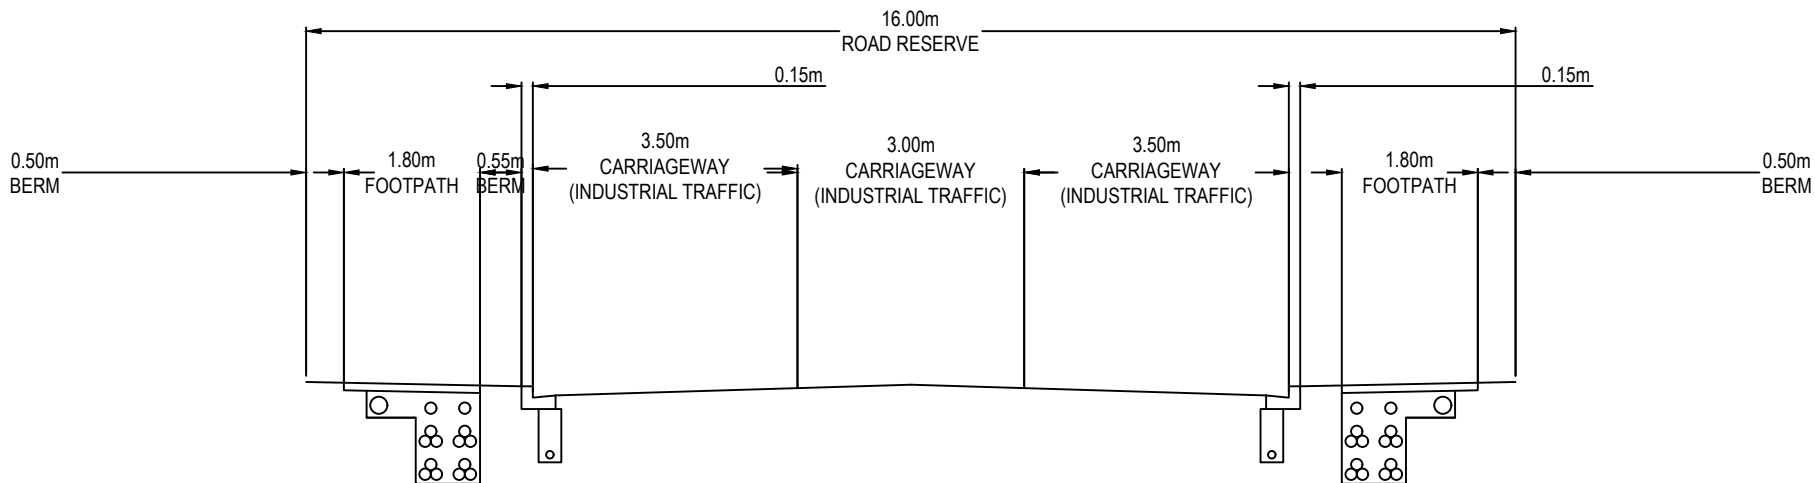 16.00m
ROAD RESERVE
0.15m
0.15m
0.50m
BERM
1.80m
FOOTPATH
0.55m
BERM
3.50m
CARRIAGEWAY
(INDUSTRIAL TRAFFIC)
3.00m
CARRIAGEWAY
(INDUSTRIAL TRAFFIC)
3.50m
CARRIAGEWAY
(INDUSTRIAL TRAFFIC)
1.80m
FOOTPATH
0.50m
BERM